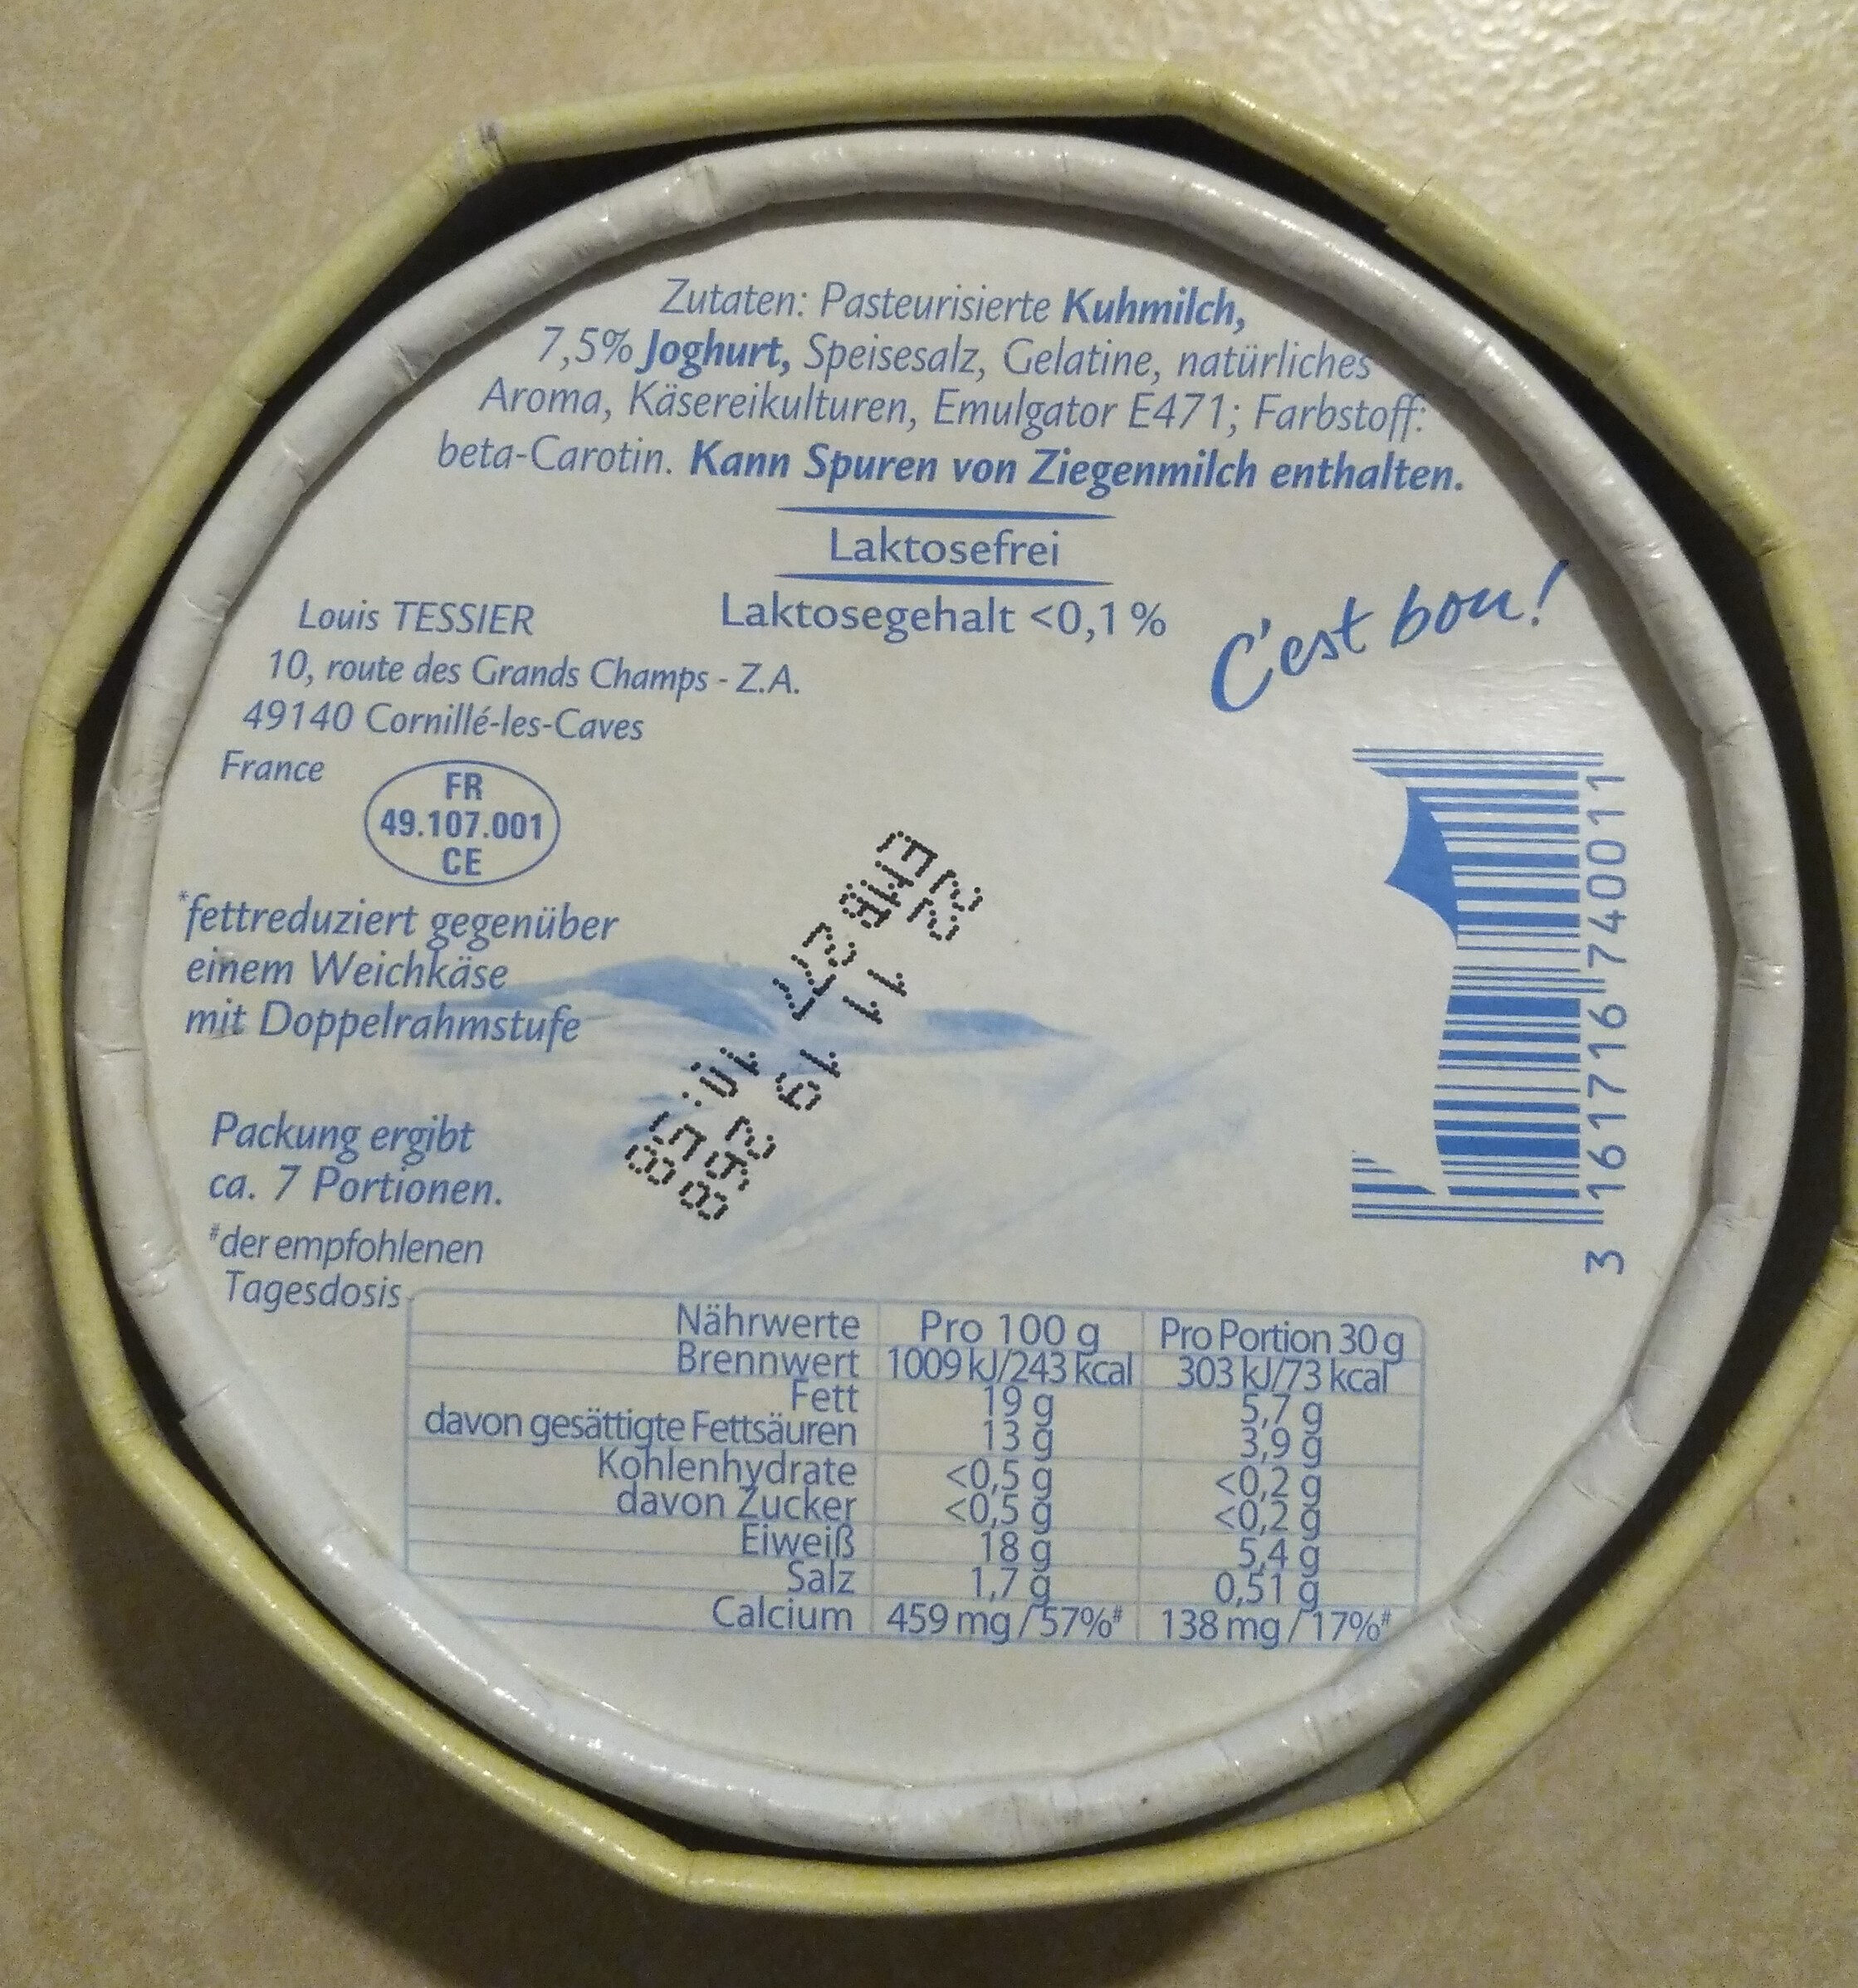 Zutaten: Pasteurisierte Kuhmilch,
7,5% Joghurt, Speisesalz, Gelatine, natürliches
Aroma, Käsereikulturen, Emulgator E471; Farbstoff:
beta-Carotin. Kann Spuren von Ziegenmilch enthalten.
Laktosefrei
Laktosegehalt <0,1%
C'est bon!
Louis TESSIER
10, route des Grands Champs - Z.A.
49140 Cornillé-les-Caves
France
FR
49.107.001
CE
*fettreduziert gegenüber
einem Weichkäse
mit Doppelrahmstufe
Packung ergibt
ca. 7 Portionen.
#der empfohlenen
Tagesdosis
22 11 19
3 161716 740011
Nährwerte Pro 100 g Pro Portion 30 g
Brennwert 1009 kJ/243 kcal 303 kJ/73 kcal
Fett 19 g 5,7 g
davon gesättigte Fettsäuren 13 g 3,9 g
Kohlenhydrate <0,5 g <0,2 g
davon Zucker <0,5 g <0,2 g
Eiweiß 18 g 5,4 g
Salz 1,7 g 0,51 g
Calcium 459 mg / 57%# 138 mg / 17%#